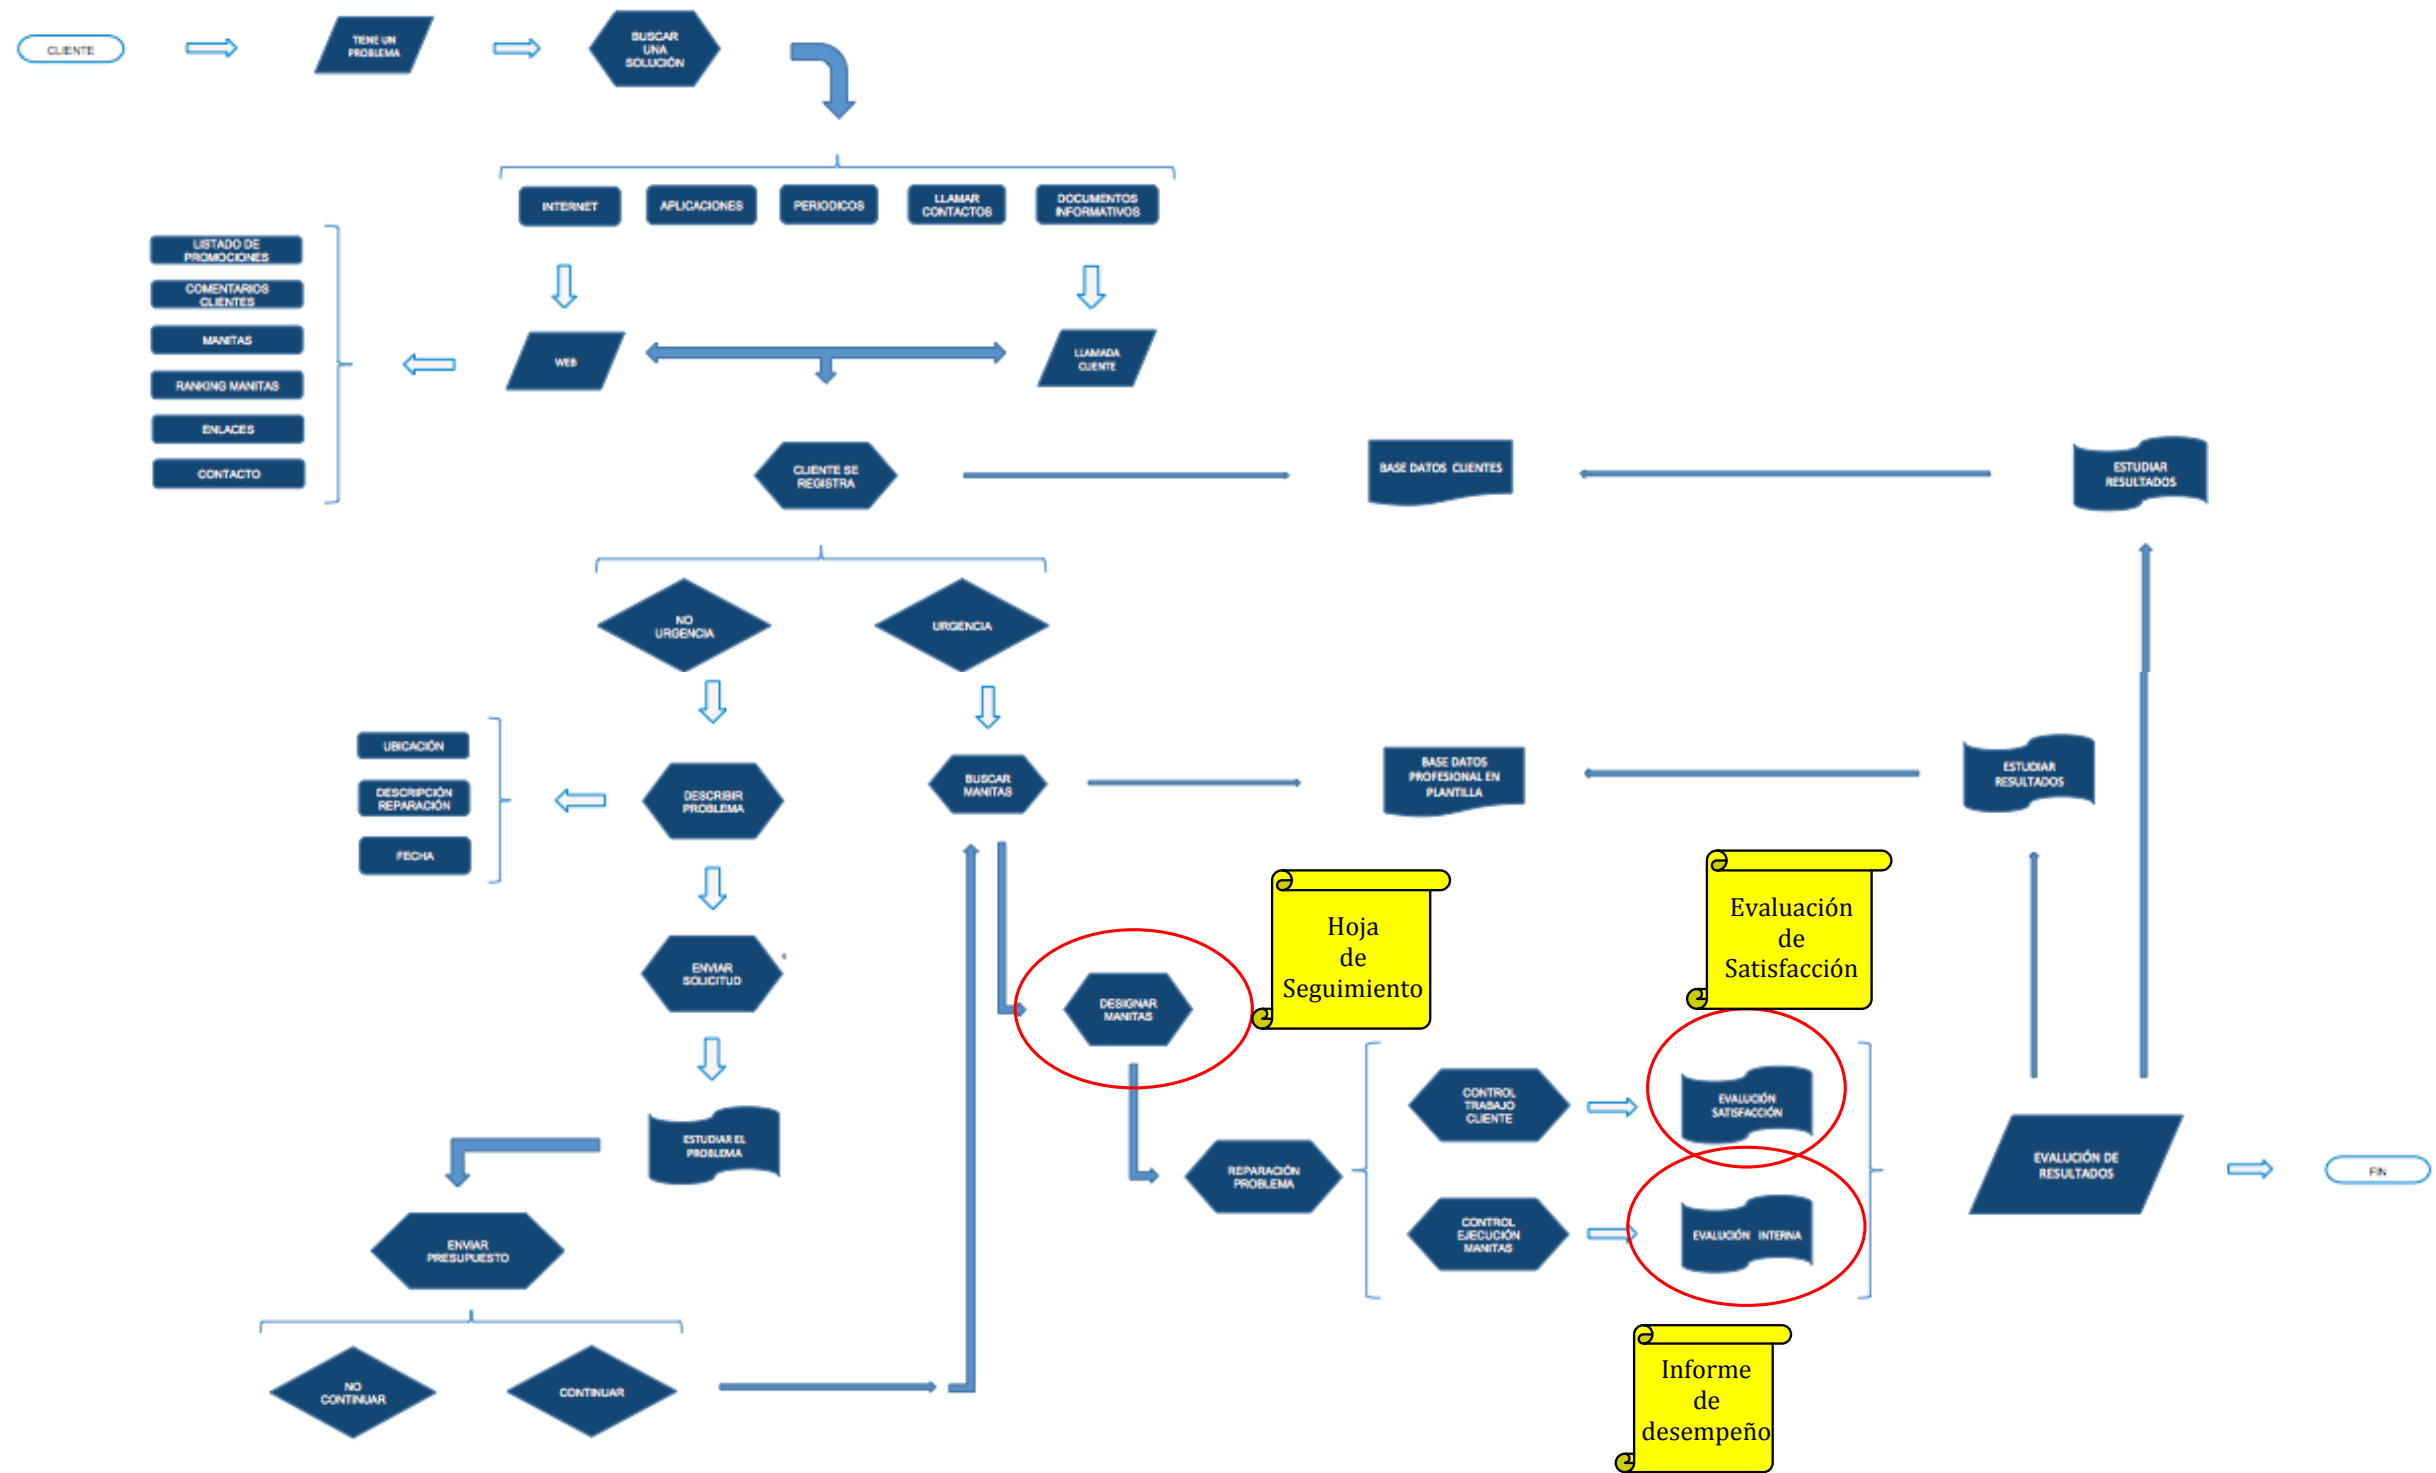 CLIENTE
TIENE UN
PROBLEMA
BUSCAR
UNA
SOLUCIÓN
INTERNET
APLICACIONES
PERIODICOS
LLAMAR
CONTACTOS
DOCUMENTOS
INFORMATIVOS
LISTADO DE
PROMOCIONES
COMENTARIOS
CLIENTES
MANITAS
RANKING MANITAS
ENLACES
CONTACTO
WEB
LLAMADA
CLIENTE
CLIENTE SE
REGISTRA
BASE DATOS CLIENTES
ESTUDIAR
RESULTADOS
NO
URGENCIA
URGENCIA
UBICACIÓN
DESCRIPCIÓN
REPARACIÓN
FECHA
DESCRIBIR
PROBLEMA
BUSCAR
MANITAS
BASE DATOS
PROFESIONAL EN
PLANTILLA
ESTUDIAR
RESULTADOS
ENVIAR
SOLICITUD
DESIGNAR
MANITAS
Hoja
de
Seguimiento
Evaluación
de
Satisfacción
ESTUDIAR EL
PROBLEMA
REPARACIÓN
PROBLEMA
CONTROL
TRABAJO
CLIENTE
EVALUCIÓN
SATISFACCIÓN
CONTROL
EJECUCIÓN
MANITAS
EVALUCIÓN INTERNA
EVALUCIÓN DE
RESULTADOS
FIN
ENVIAR
PRESUPUESTO
NO
CONTINUAR
CONTINUAR
Informe
de
desempeño